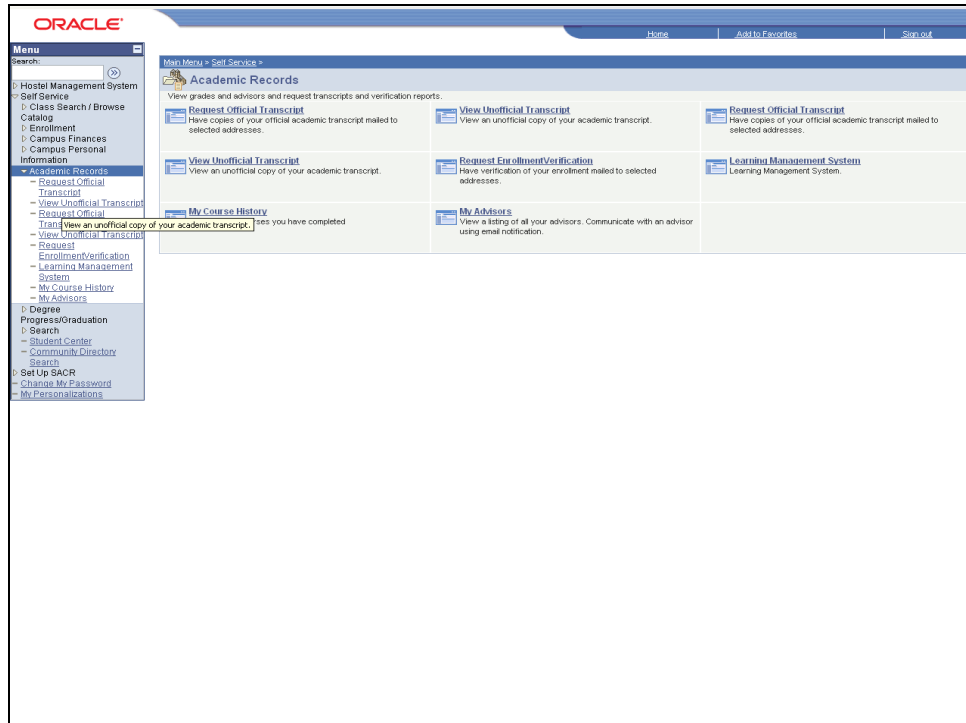 ORACLE
Home
Add to Favorites
Sign out
Menu
Search:
Hostel Management System
Self Service
Class Search / Browse
Catalog
Enrollment
Campus Finances
Campus Personal
Information
Academic Records
Request Official
Transcript
View Unofficial Transcript
Request Official
Trans
View an unofficial copy of your academic transcript.
View Unofficial Transcript
Request
EnrollmentVerification
Learning Management
System
My Course History
My Advisors
Degree
Progress/Graduation
Search
Student Center
Community Directory
Search
Set Up SACR
Change My Password
My Personalizations
Main Menu > Self Service >
Academic Records
View grades and advisors and request transcripts and verification reports.
Request Official Transcript
Have copies of your official academic transcript mailed to
selected addresses.
View Unofficial Transcript
View an unofficial copy of your academic transcript.
Request Official Transcript
Have copies of your official academic transcript mailed to
selected addresses.
View Unofficial Transcript
View an unofficial copy of your academic transcript.
Request EnrollmentVerification
Have verification of your enrollment mailed to selected
addresses.
Learning Management System
Learning Management System.
My Course History
rses you have completed
My Advisors
View a listing of all your advisors. Communicate with an advisor
using email notification.